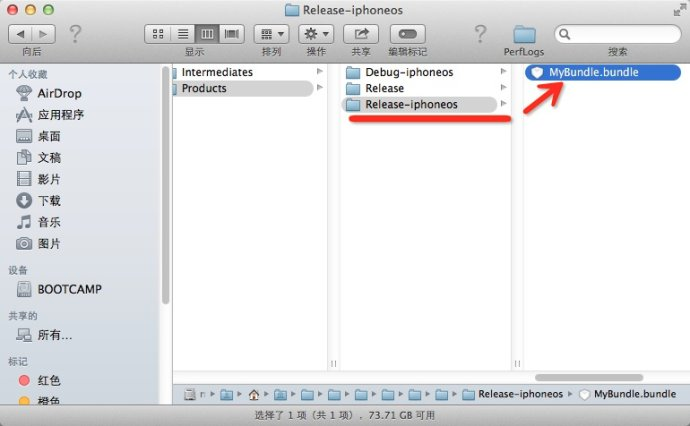 Release-iphoneos
向后
显示
排列
操作
共享
编辑标记
PerfLogs
搜索
个人收藏
AirDrop
应用程序
桌面
文稿
影片
下载
音乐
图片
设备
BOOTCAMP
共享的
所有...
标记
红色
橙色
Intermediates
Products
Debug-iphoneos
Release
Release-iphoneos
MyBundle.bundle
Release-iphoneos
MyBundle.bundle
选择了 1 项（共 1 项），73.71 GB 可用